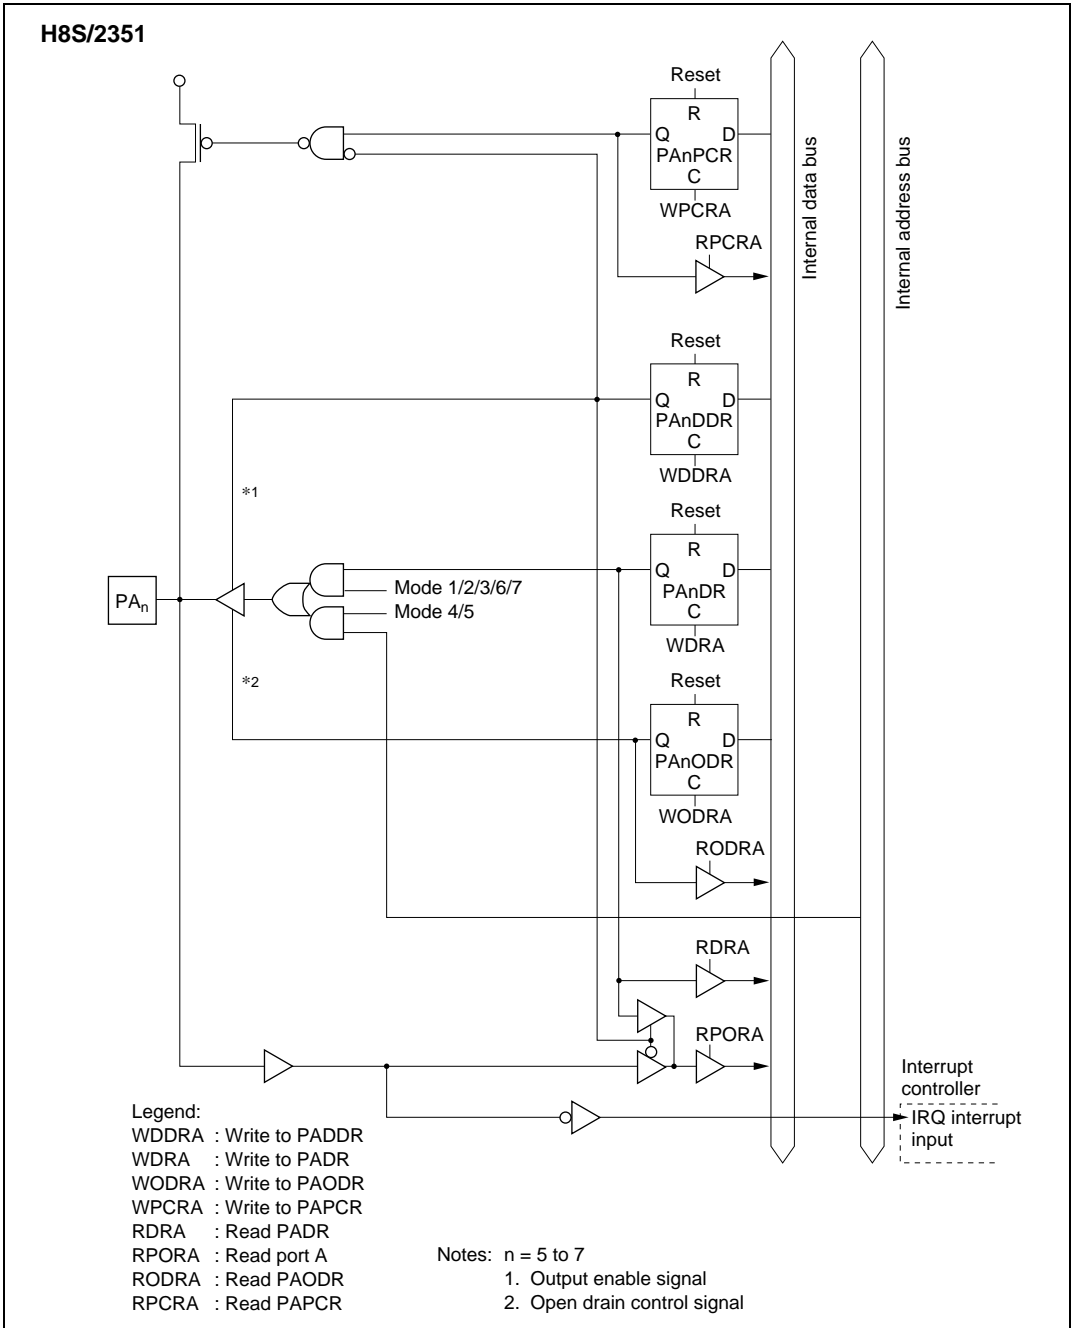 H8S/2351
Reset
R
Q D
PAnPCR
C
WPCRA
RPCRA
Internal data bus
Internal address bus
Reset
R
Q D
PAnDDR
C
WDDRA
*1
Reset
R
Q D
PAnDR
C
WDRA
Mode 1/2/3/6/7
Mode 4/5
PAn
*2
Reset
R
Q D
PAnODR
C
WODRA
RODRA
RDRA
RPORA
Interrupt
controller
IRQ interrupt
input
Legend:
WDDRA : Write to PADDR
WDRA : Write to PADR
WODRA : Write to PAODR
WPCRA : Write to PAPCR
RDRA : Read PADR
RPORA : Read port A
RODRA : Read PAODR
RPCRA : Read PAPCR
Notes: n = 5 to 7
1. Output enable signal
2. Open drain control signal